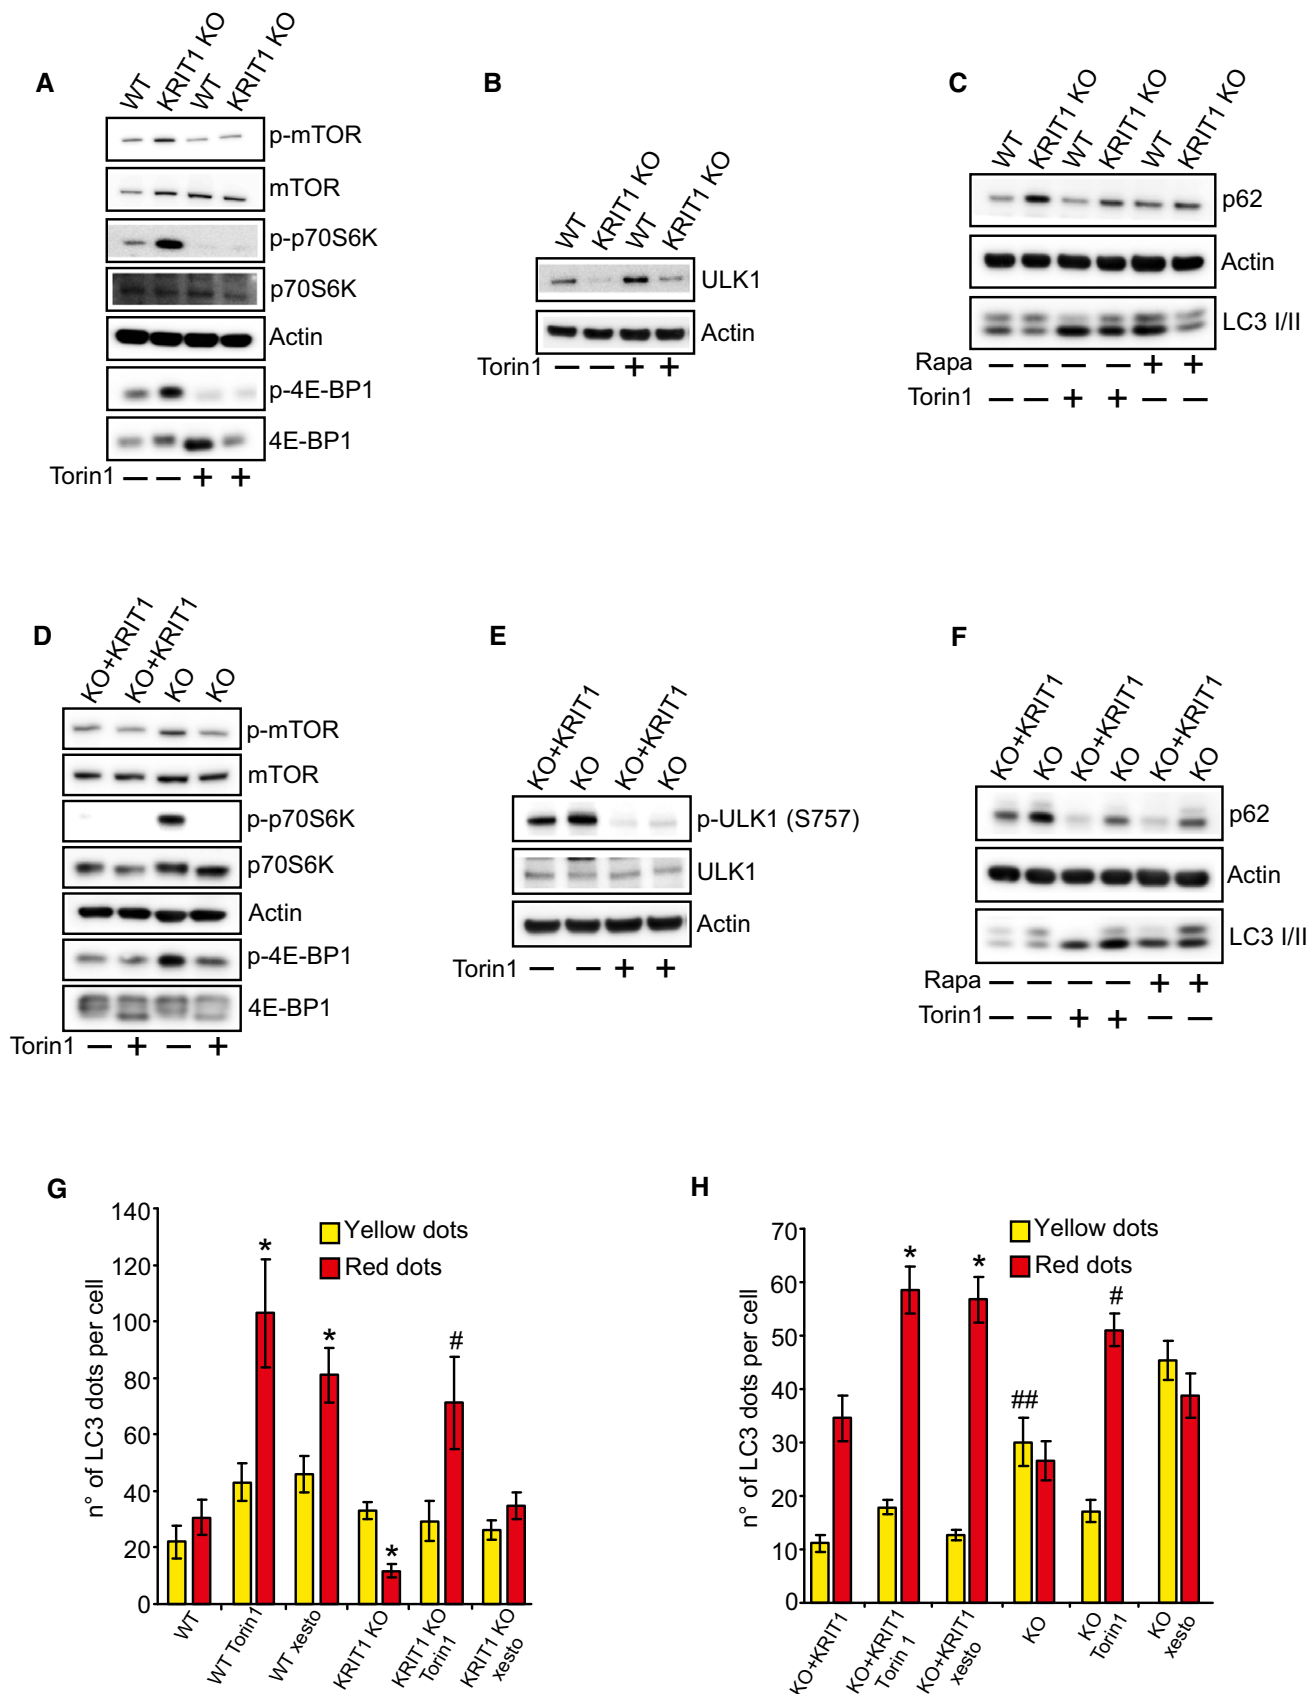 A
WT
KRIT1 KO
WT
KRIT1 KO
p-mTOR
mTOR
p-p70S6K
p70S6K
Actin
p-4E-BP1
4E-BP1
Torin1 — — + +
B
WT
KRIT1 KO
WT
KRIT1 KO
ULK1
Actin
Torin1 — — + +
C
WT
KRIT1 KO
WT
KRIT1 KO
WT
KRIT1 KO
p62
Actin
LC3 I/II
Rapa — — — — + +
Torin1 — — + + — —
D
KO+KRIT1
KO+KRIT1
KO
KO
p-mTOR
mTOR
p-p70S6K
p70S6K
Actin
p-4E-BP1
4E-BP1
Torin1 — + — +
E
KO+KRIT1
KO
KO+KRIT1
KO
p-ULK1 (S757)
ULK1
Actin
Torin1 — — + +
F
KO+KRIT1
KO
KO+KRIT1
KO
KO+KRIT1
KO
p62
Actin
LC3 I/II
Rapa — — — — + +
Torin1 — — + + — —
G
n° of LC3 dots per cell
140
120
100
80
60
40
20
0
Yellow dots
Red dots
*
*
*
#
WT
WT Torin1
WT xesto
KRIT1 KO
KRIT1 KO
Torin1
KRIT1 KO
xesto
H
n° of LC3 dots per cell
70
60
50
40
30
20
10
0
Yellow dots
Red dots
*
*
##
#
KO+KRIT1
KO+KRIT1
Torin 1
KO+KRIT1
xesto
KO
KO
Torin1
KO
xesto